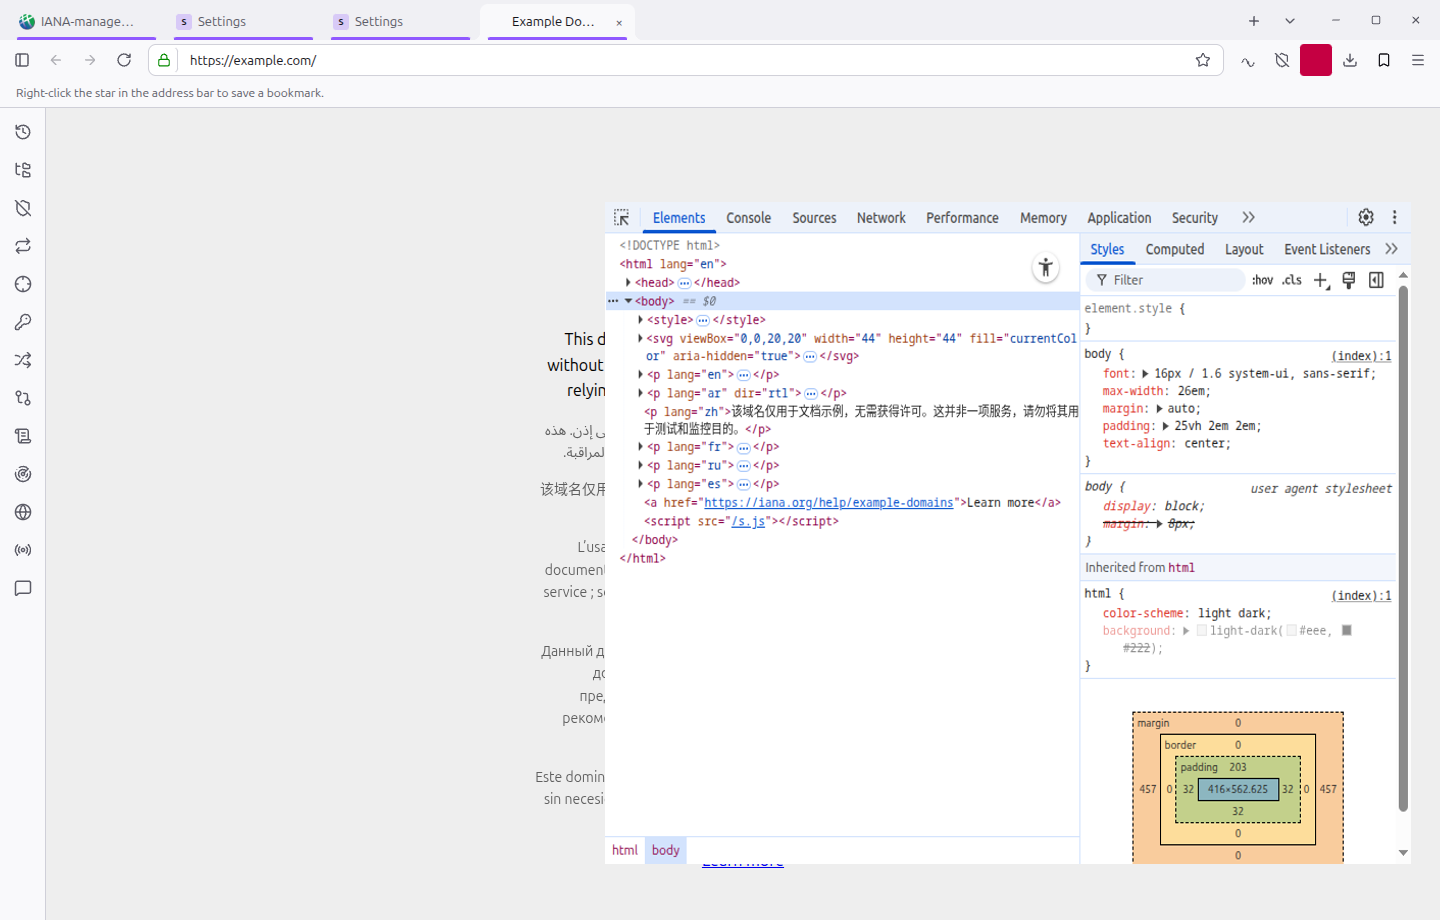 IANA-manage...
Settings
Settings
Example Do...
https://example.com/
Right-click the star in the address bar to save a bookmark.
This d
without
relyin
ى إذن. هذه
لمراقبة.
该域名仅用
L'usa
document
service ; se
Данный д
до
пре
рекоме
Este domin
sin necesi
Learn more
Elements
Console
Sources
Network
Performance
Memory
Application
Security
<!DOCTYPE html>
<html lang="en">
<head>…</head>
<body> == $0
<style>…</style>
<svg viewBox="0,0,20,20" width="44" height="44" fill="currentCol
or" aria-hidden="true">…</svg>
<p lang="en">…</p>
<p lang="ar" dir="rtl">…</p>
<p lang="zh">该域名仅用于文档示例，无需获得许可。这并非一项服务，请勿将其用
于测试和监控目的。</p>
<p lang="fr">…</p>
<p lang="ru">…</p>
<p lang="es">…</p>
<a href="https://iana.org/help/example-domains">Learn more</a>
<script src="/s.js"></script>
</body>
</html>
html
body
Styles
Computed
Layout
Event Listeners
Filter
:hov
.cls
element.style {
}
body {
(index):1
font: 16px / 1.6 system-ui, sans-serif;
max-width: 26em;
margin: auto;
padding: 25vh 2em 2em;
text-align: center;
}
body {
user agent stylesheet
display: block;
margin: 8px;
}
Inherited from html
html {
(index):1
color-scheme: light dark;
background: light-dark( #eee,
#222);
}
margin 0
border 0
padding 203
457 0 32 416×562.625 32 0 457
32
0
0